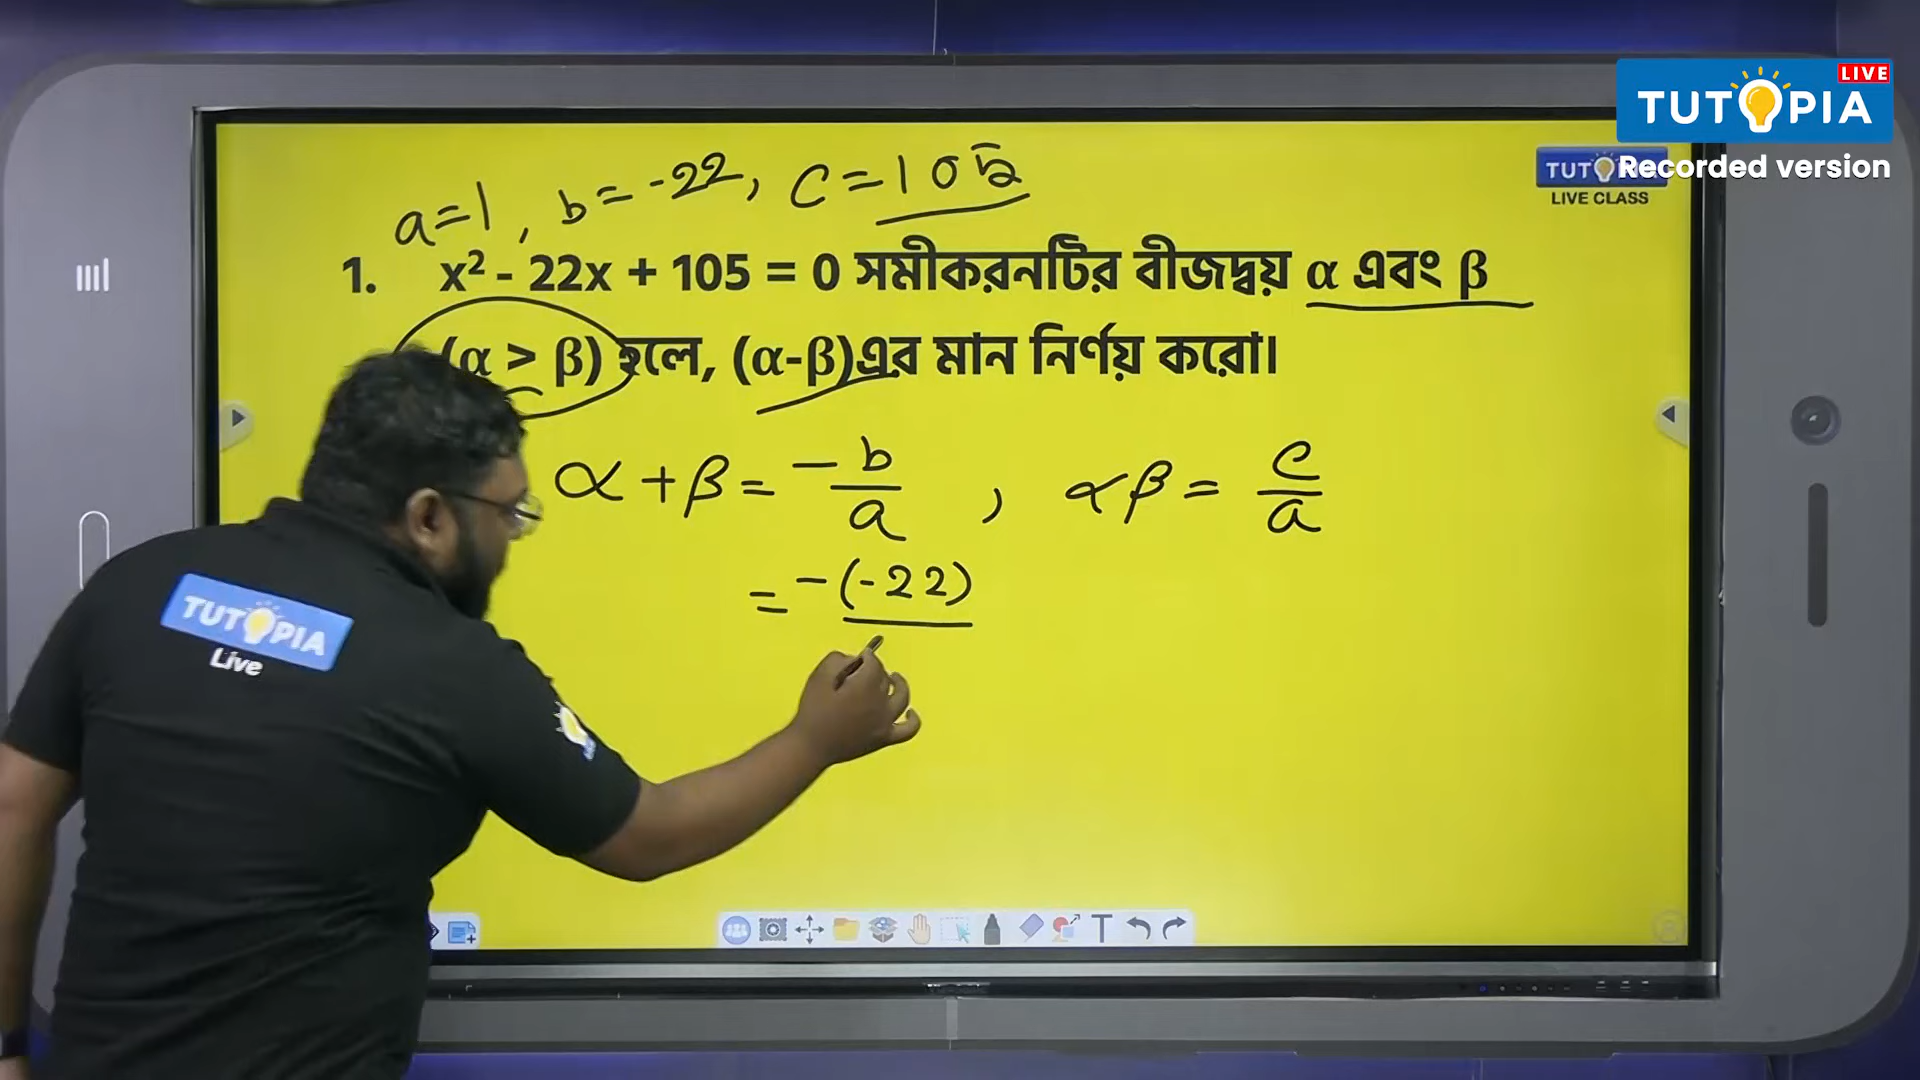 LIVE
TUTOPIA
Recorded version
LIVE CLASS
a=1, b=-22, c=105
1. x² - 22x + 105 = 0 সমীকরনটির বীজদ্বয় α এবং β
(α > β) হলে, (α-β)এর মান নির্ণয় করো।
α+β = -b/a , αβ = c/a
= -(-22)
TUTOPIA
Live